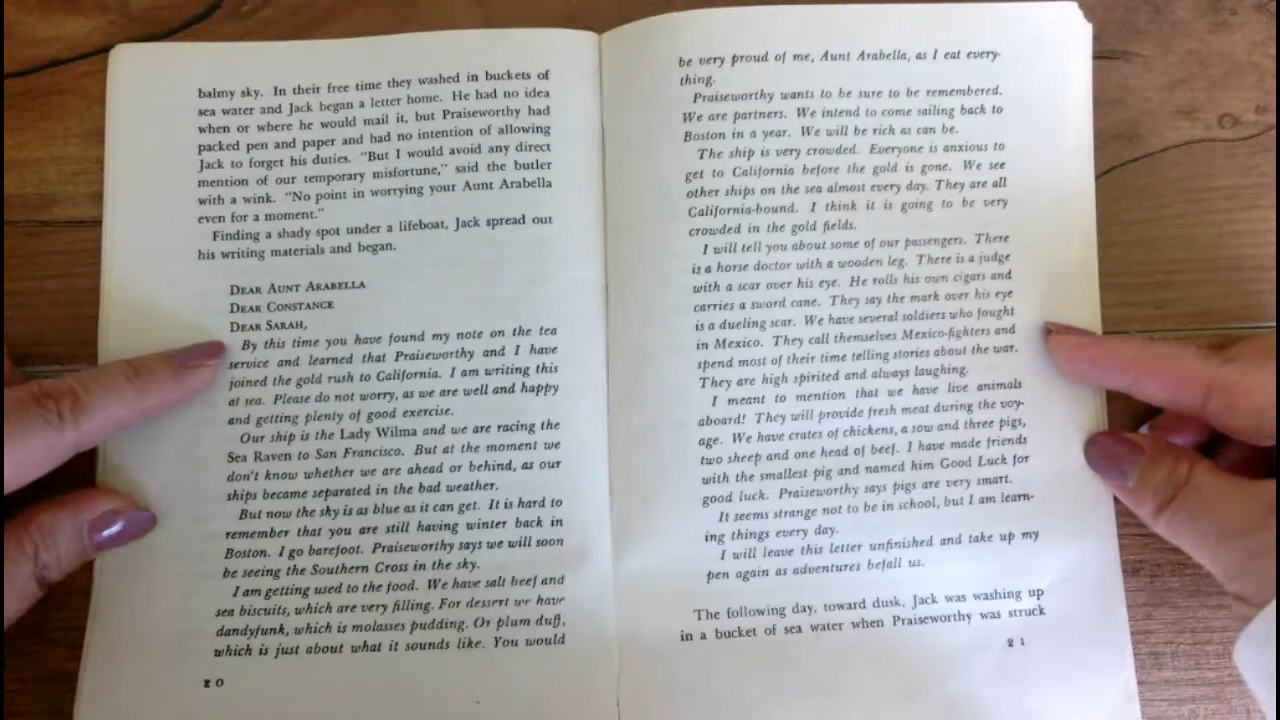 balmy sky. In their free time they washed in buckets of
sea water and Jack began a letter home. He had no idea
when or where he would mail it, but Praiseworthy had
packed pen and paper and had no intention of allowing
Jack to forget his duties. "But I would avoid any direct
mention of our temporary misfortune," said the butler
with a wink. "No point in worrying your Aunt Arabella
even for a moment."
Finding a shady spot under a lifeboat, Jack spread out
his writing materials and began.
DEAR AUNT ARABELLA
DEAR CONSTANCE
DEAR SARAH,
By this time you have found my note on the tea
service and learned that Praiseworthy and I have
joined the gold rush to California. I am writing this
at sea. Please do not worry, as we are well and happy
and getting plenty of good exercise.
Our ship is the Lady Wilma and we are racing the
Sea Raven to San Francisco. But at the moment we
don't know whether we are ahead or behind, as our
ships became separated in the bad weather.
But now the sky is as blue as it can get. It is hard to
remember that you are still having winter back in
Boston. I go barefoot. Praiseworthy says we will soon
be seeing the Southern Cross in the sky.
I am getting used to the food. We have salt beef and
sea biscuits, which are very filling. For dessert we have
dandyfunk, which is molasses pudding. Or plum duff,
which is just about what it sounds like. You would
20
be very proud of me, Aunt Arabella, as I eat every-
thing.
Praiseworthy wants to be sure to be remembered.
We are partners. We intend to come sailing back to
Boston in a year. We will be rich as can be.
The ship is very crowded. Everyone is anxious to
get to California before the gold is gone. We see
other ships on the sea almost every day. They are all
California-bound. I think it is going to be very
crowded in the gold fields.
I will tell you about some of our passengers. There
is a horse doctor with a wooden leg. There is a judge
with a scar over his eye. He rolls his own cigars and
carries a sword cane. They say the mark over his eye
is a dueling scar. We have several soldiers who fought
in Mexico. They call themselves Mexico-fighters and
spend most of their time telling stories about the war.
They are high spirited and always laughing.
I meant to mention that we have live animals
aboard! They will provide fresh meat during the voy-
age. We have crates of chickens, a sow and three pigs,
two sheep and one head of beef. I have made friends
with the smallest pig and named him Good Luck for
good luck. Praiseworthy says pigs are very smart.
It seems strange not to be in school, but I am learn-
ing things every day.
I will leave this letter unfinished and take up my
pen again as adventures befall us.
The following day, toward dusk, Jack was washing up
in a bucket of sea water when Praiseworthy was struck
21